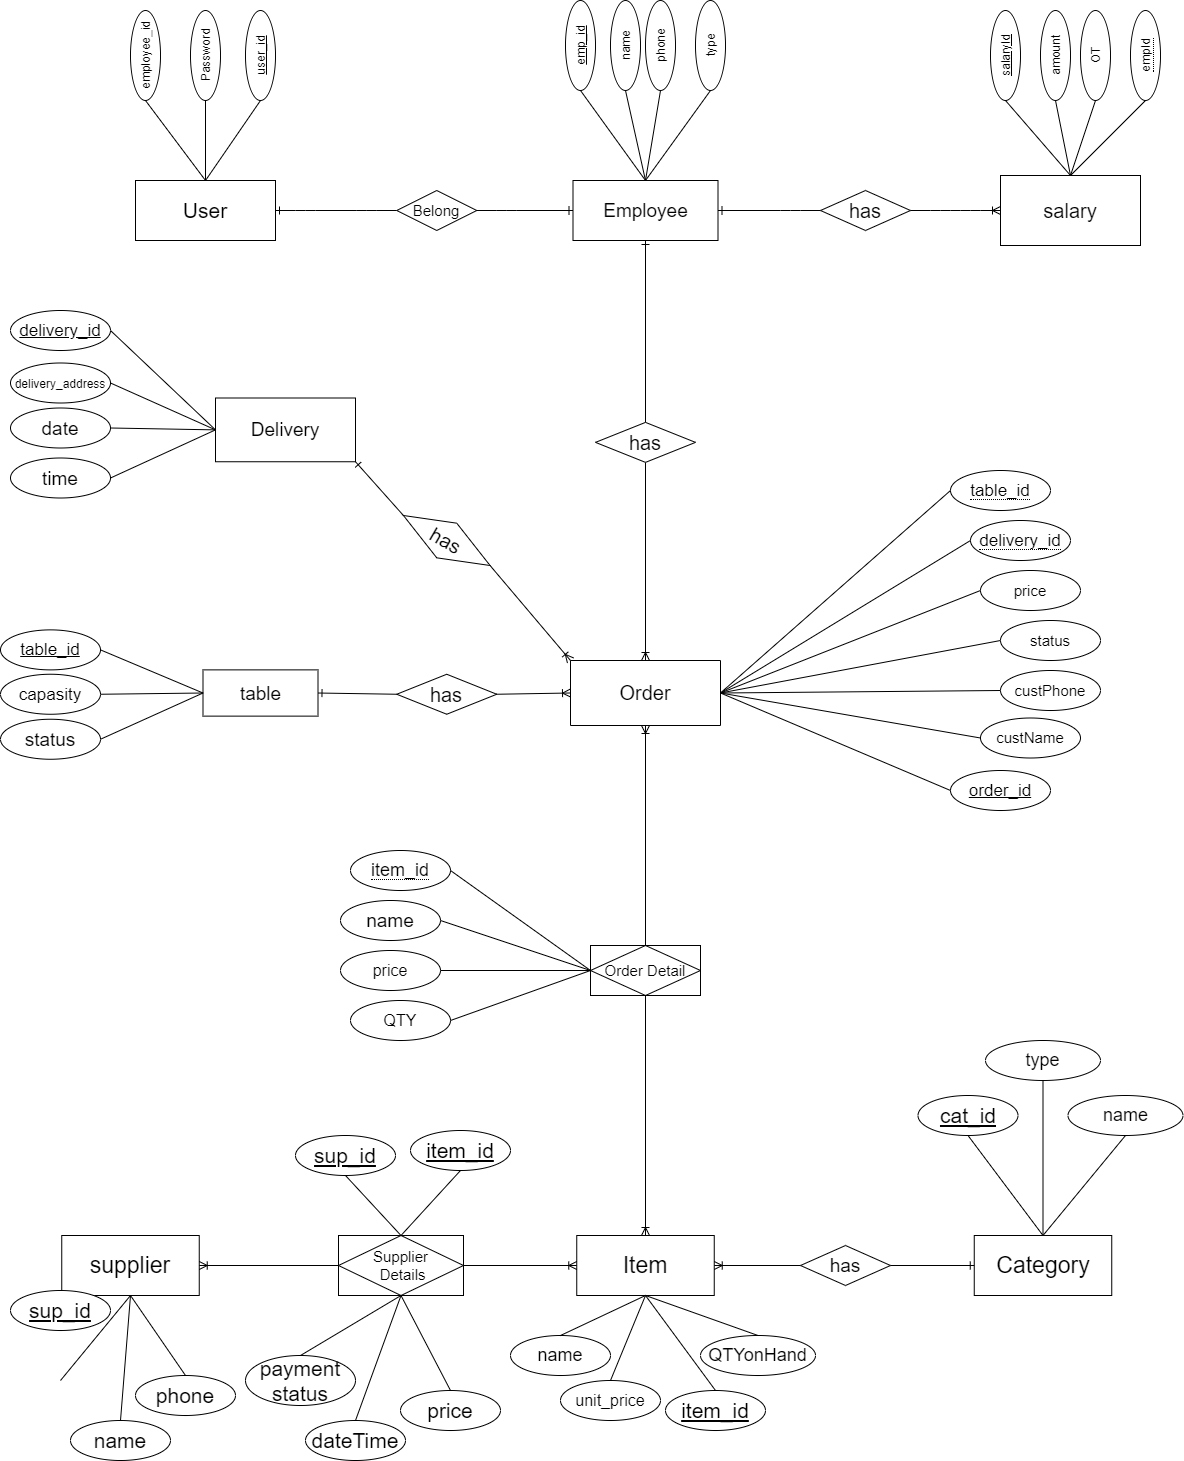 employee_id
Password
user_id
emp_id
name
phone
type
salaryId
amount
OT
empId
User
Belong
Employee
has
salary
delivery_id
delivery_address
date
time
Delivery
has
has
table_id
delivery_id
price
status
custPhone
custName
order_id
table_id
capasity
status
table
has
Order
item_id
name
price
QTY
Order Detail
type
cat_id
name
sup_id
item_id
supplier
Supplier
Details
Item
has
Category
sup_id
phone
name
payment
status
dateTime
price
name
unit_price
item_id
QTYonHand